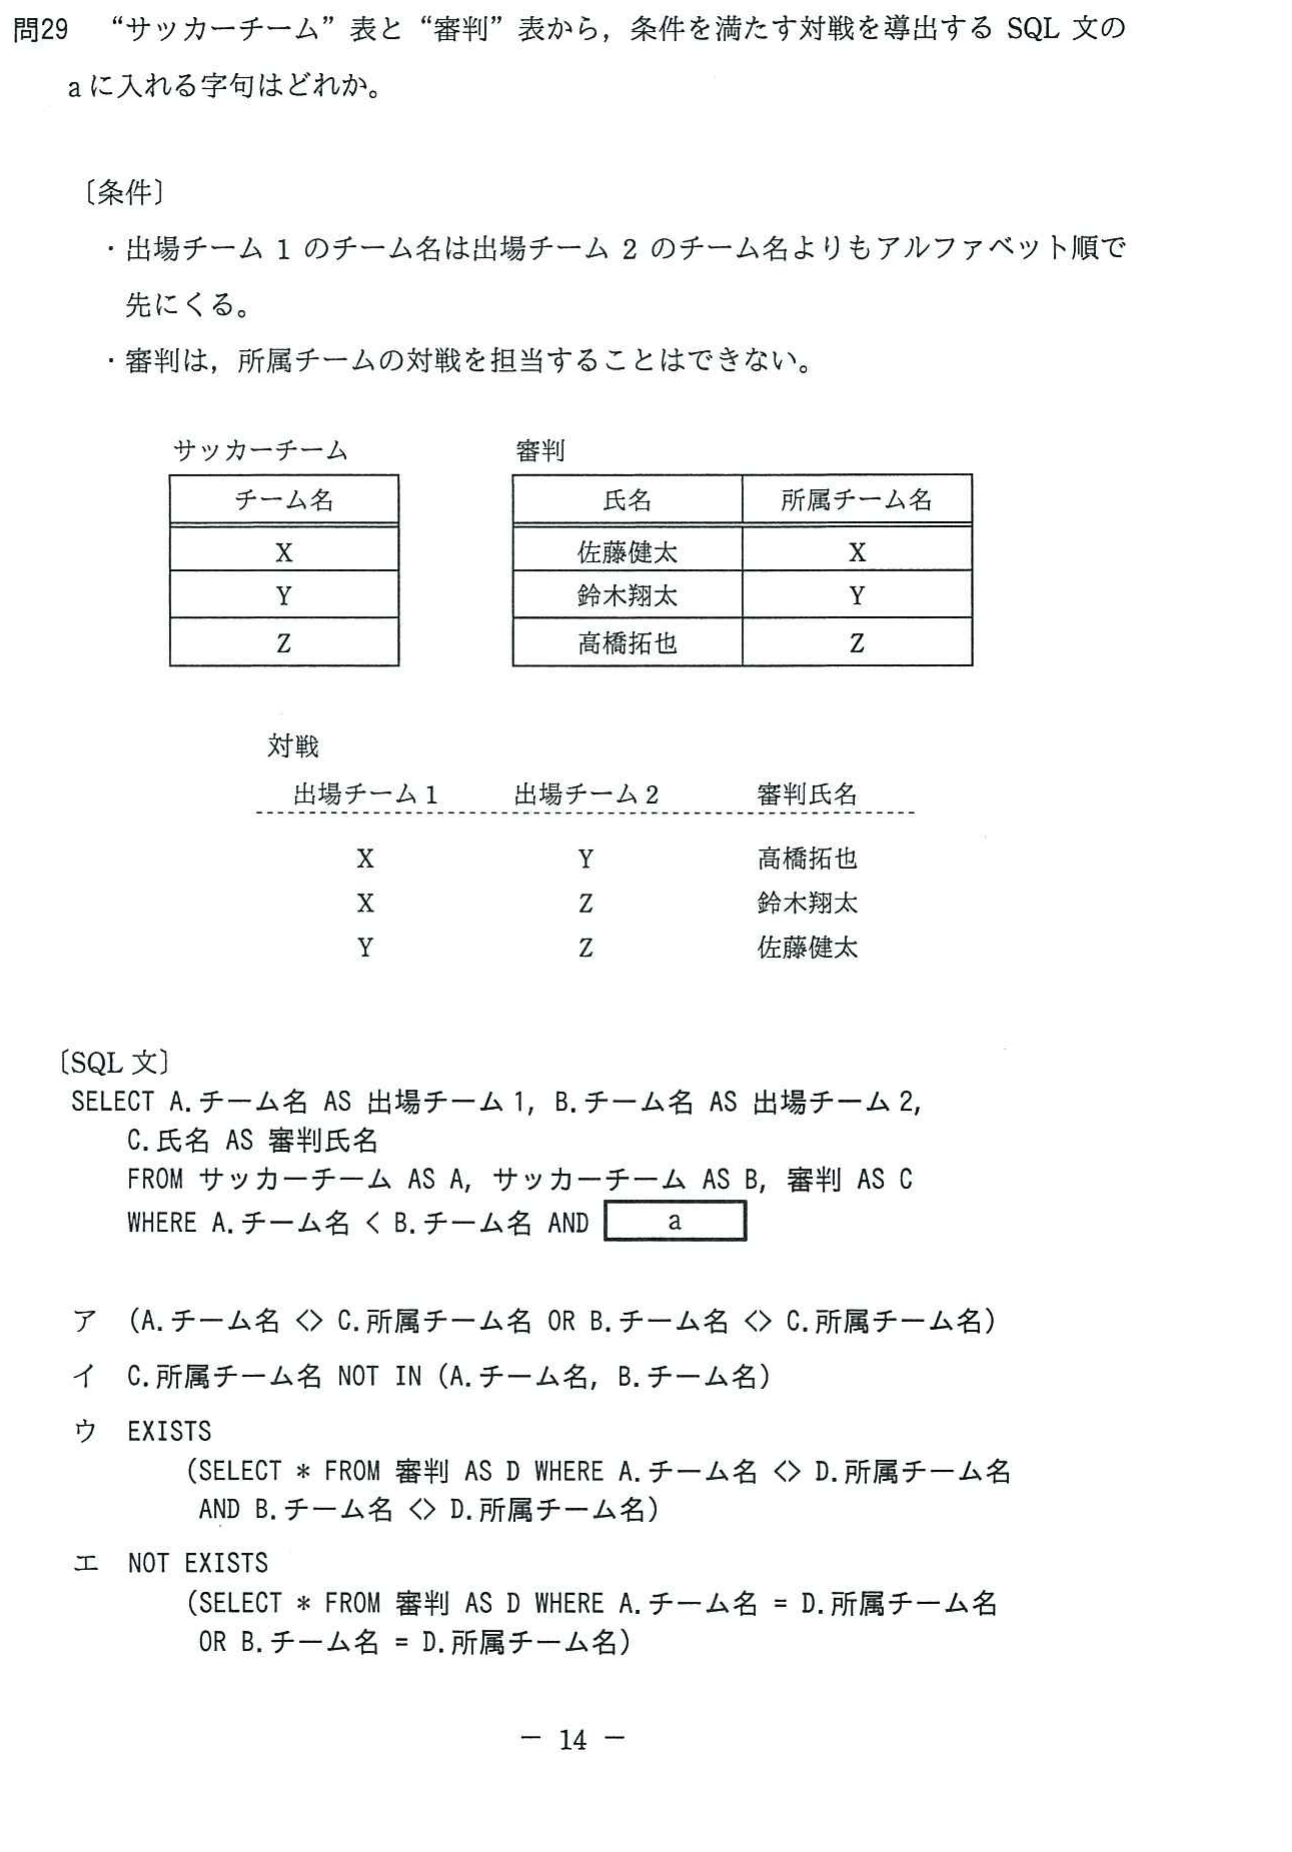 問29 “サッカーチーム”表と“審判”表から，条件を満たす対戦を導出する SQL 文の
aに入れる字句はどれか。
〔条件〕
・出場チーム 1 のチーム名は出場チーム 2 のチーム名よりもアルファベット順で
先にくる。
・審判は，所属チームの対戦を担当することはできない。
サッカーチーム 審判
チーム名 氏名 所属チーム名
X 佐藤健太 X
Y 鈴木翔太 Y
Z 高橋拓也 Z
対戦
出場チーム1 出場チーム2 審判氏名
X Y 高橋拓也
X Z 鈴木翔太
Y Z 佐藤健太
〔SQL 文〕
SELECT A.チーム名 AS 出場チーム1, B.チーム名 AS 出場チーム2,
C.氏名 AS 審判氏名
FROM サッカーチーム AS A, サッカーチーム AS B, 審判 AS C
WHERE A.チーム名 < B.チーム名 AND a
ア (A.チーム名 <> C.所属チーム名 OR B.チーム名 <> C.所属チーム名)
イ C.所属チーム名 NOT IN (A.チーム名, B.チーム名)
ウ EXISTS
(SELECT * FROM 審判 AS D WHERE A.チーム名 <> D.所属チーム名
AND B.チーム名 <> D.所属チーム名)
エ NOT EXISTS
(SELECT * FROM 審判 AS D WHERE A.チーム名 = D.所属チーム名
OR B.チーム名 = D.所属チーム名)
－ 14 －